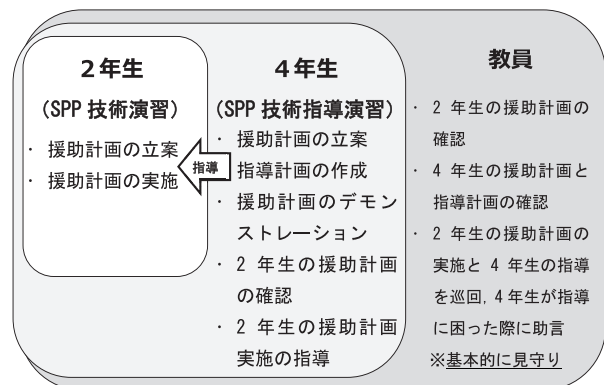 2年生
(SPP 技術演習)
・ 援助計画の立案
・ 援助計画の実施
指導
4年生
(SPP 技術指導演習)
・ 援助計画の立案
指導計画の作成
・ 援助計画のデモン
ストレーション
・ 2 年生の援助計画
の確認
・ 2 年生の援助計画
実施の指導
教員
・ 2 年生の援助計画の
確認
・ 4 年生の援助計画と
指導計画の確認
・ 2 年生の援助計画の
実施と 4 年生の指導
を巡回, 4年生が指導
に困った際に助言
※基本的に見守り